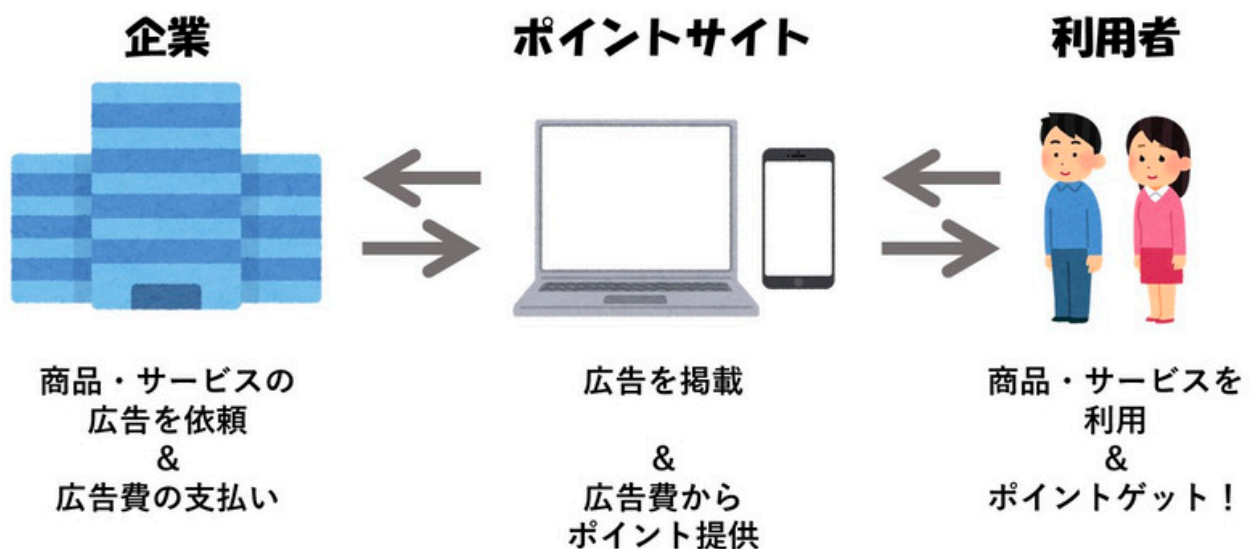 企業
ポイントサイト
利用者
商品・サービスの
広告を依頼
&
広告費の支払い
広告を掲載
&
広告費から
ポイント提供
商品・サービスを
利用
&
ポイントゲット！